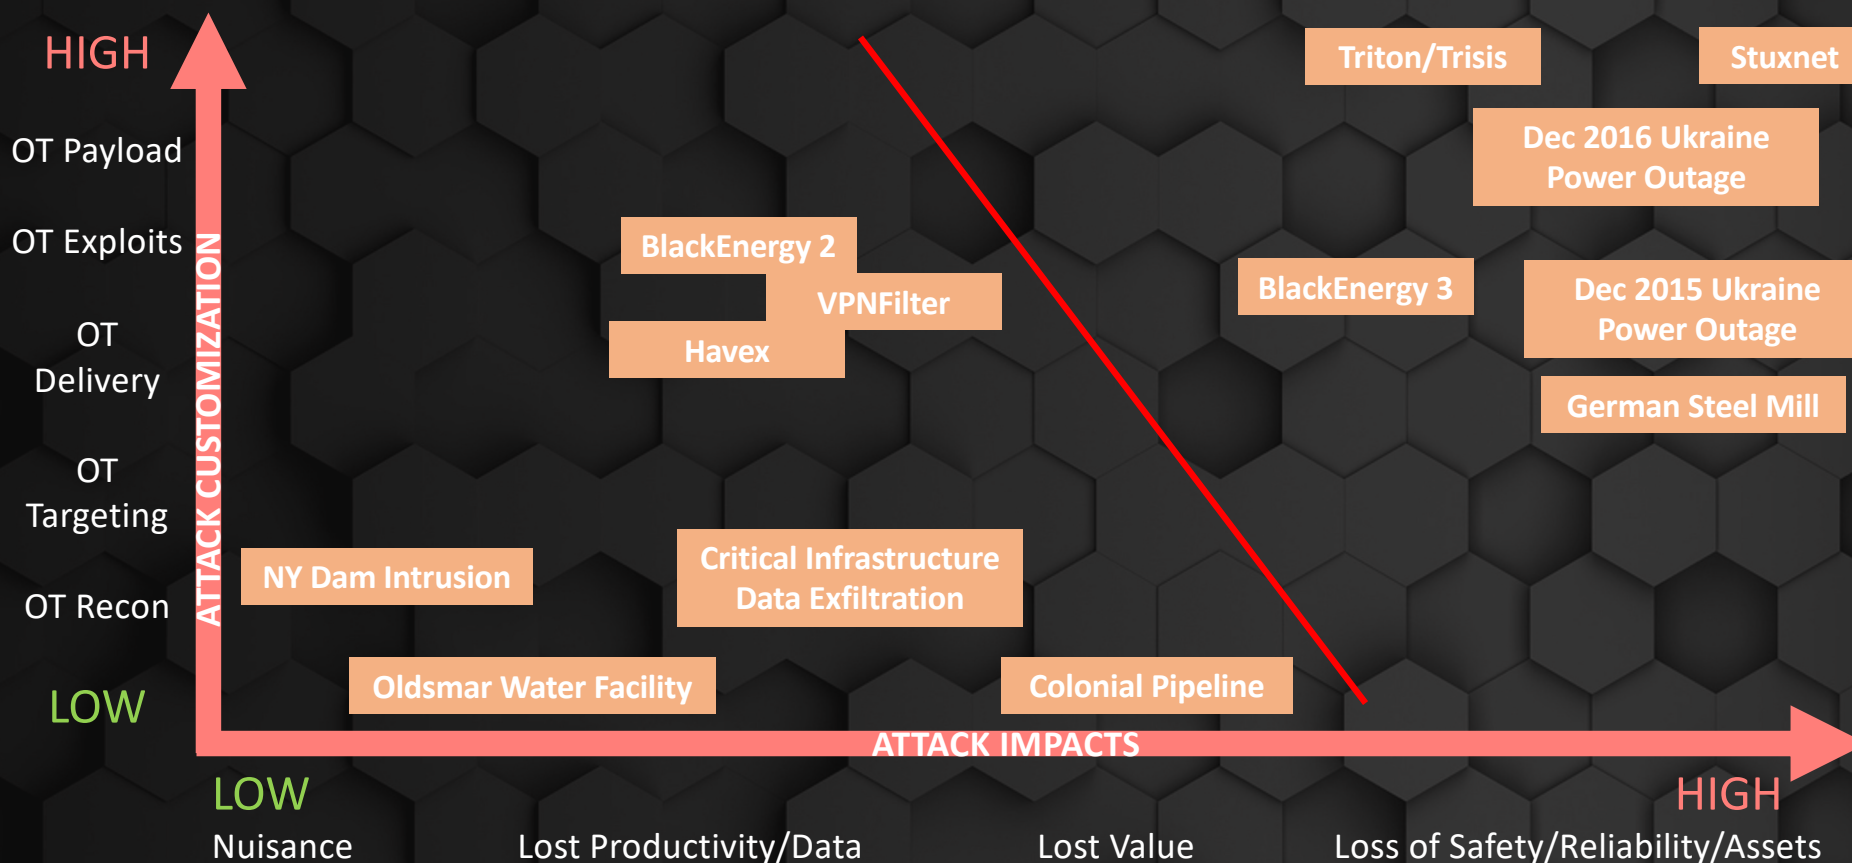 HIGH
Triton/Trisis
Stuxnet
OT Payload
Dec 2016 Ukraine
Power Outage
OT Exploits
BlackEnergy 2
VPNFilter
BlackEnergy 3
Dec 2015 Ukraine
Power Outage
OT
Delivery
Havex
German Steel Mill
ATTACK CUSTOMIZATION
OT
Targeting
NY Dam Intrusion
Critical Infrastructure
Data Exfiltration
OT Recon
Oldsmar Water Facility
Colonial Pipeline
LOW
ATTACK IMPACTS
LOW
HIGH
Nuisance
Lost Productivity/Data
Lost Value
Loss of Safety/Reliability/Assets